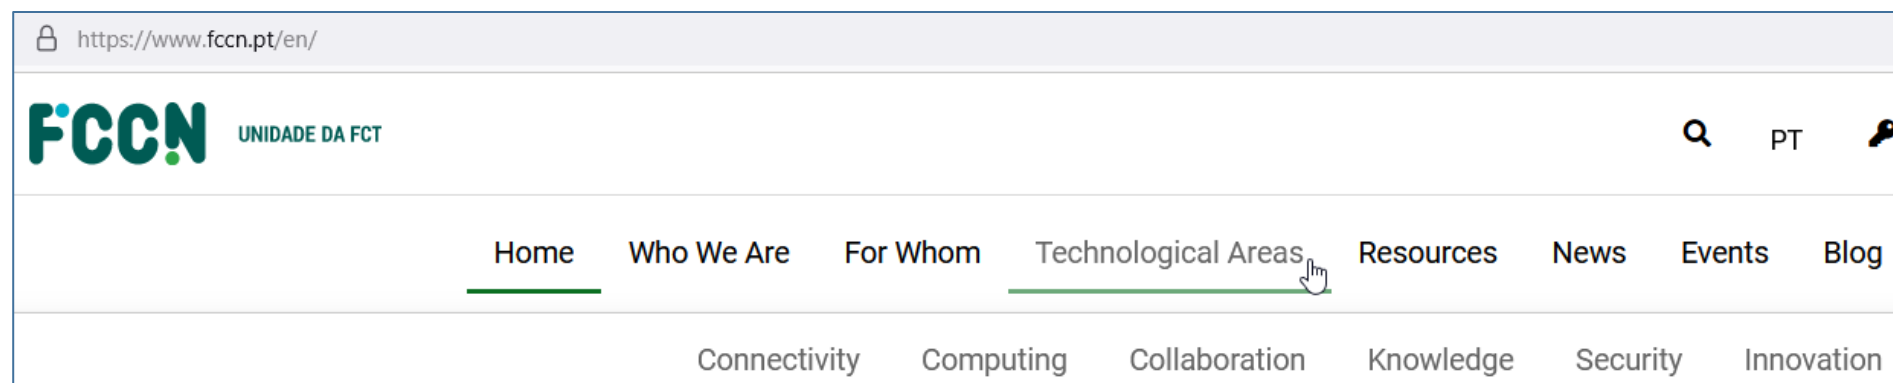 https://www.fccn.pt/en/
FCCN UNIDADE DA FCT
PT
Home Who We Are For Whom Technological Areas Resources News Events Blog
Connectivity Computing Collaboration Knowledge Security Innovation